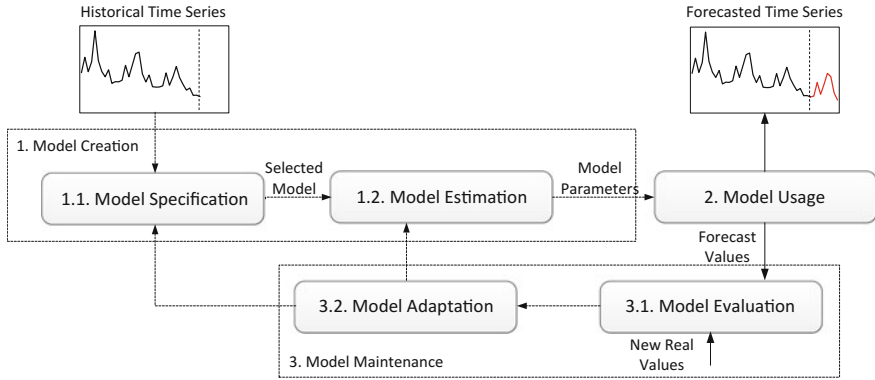 Historical Time Series
Forecasted Time Series
1. Model Creation
Selected
Model
Model
Parameters
1.1. Model Specification
1.2. Model Estimation
2. Model Usage
Forecast
Values
3.2. Model Adaptation
3.1. Model Evaluation
New Real
Values
3. Model Maintenance